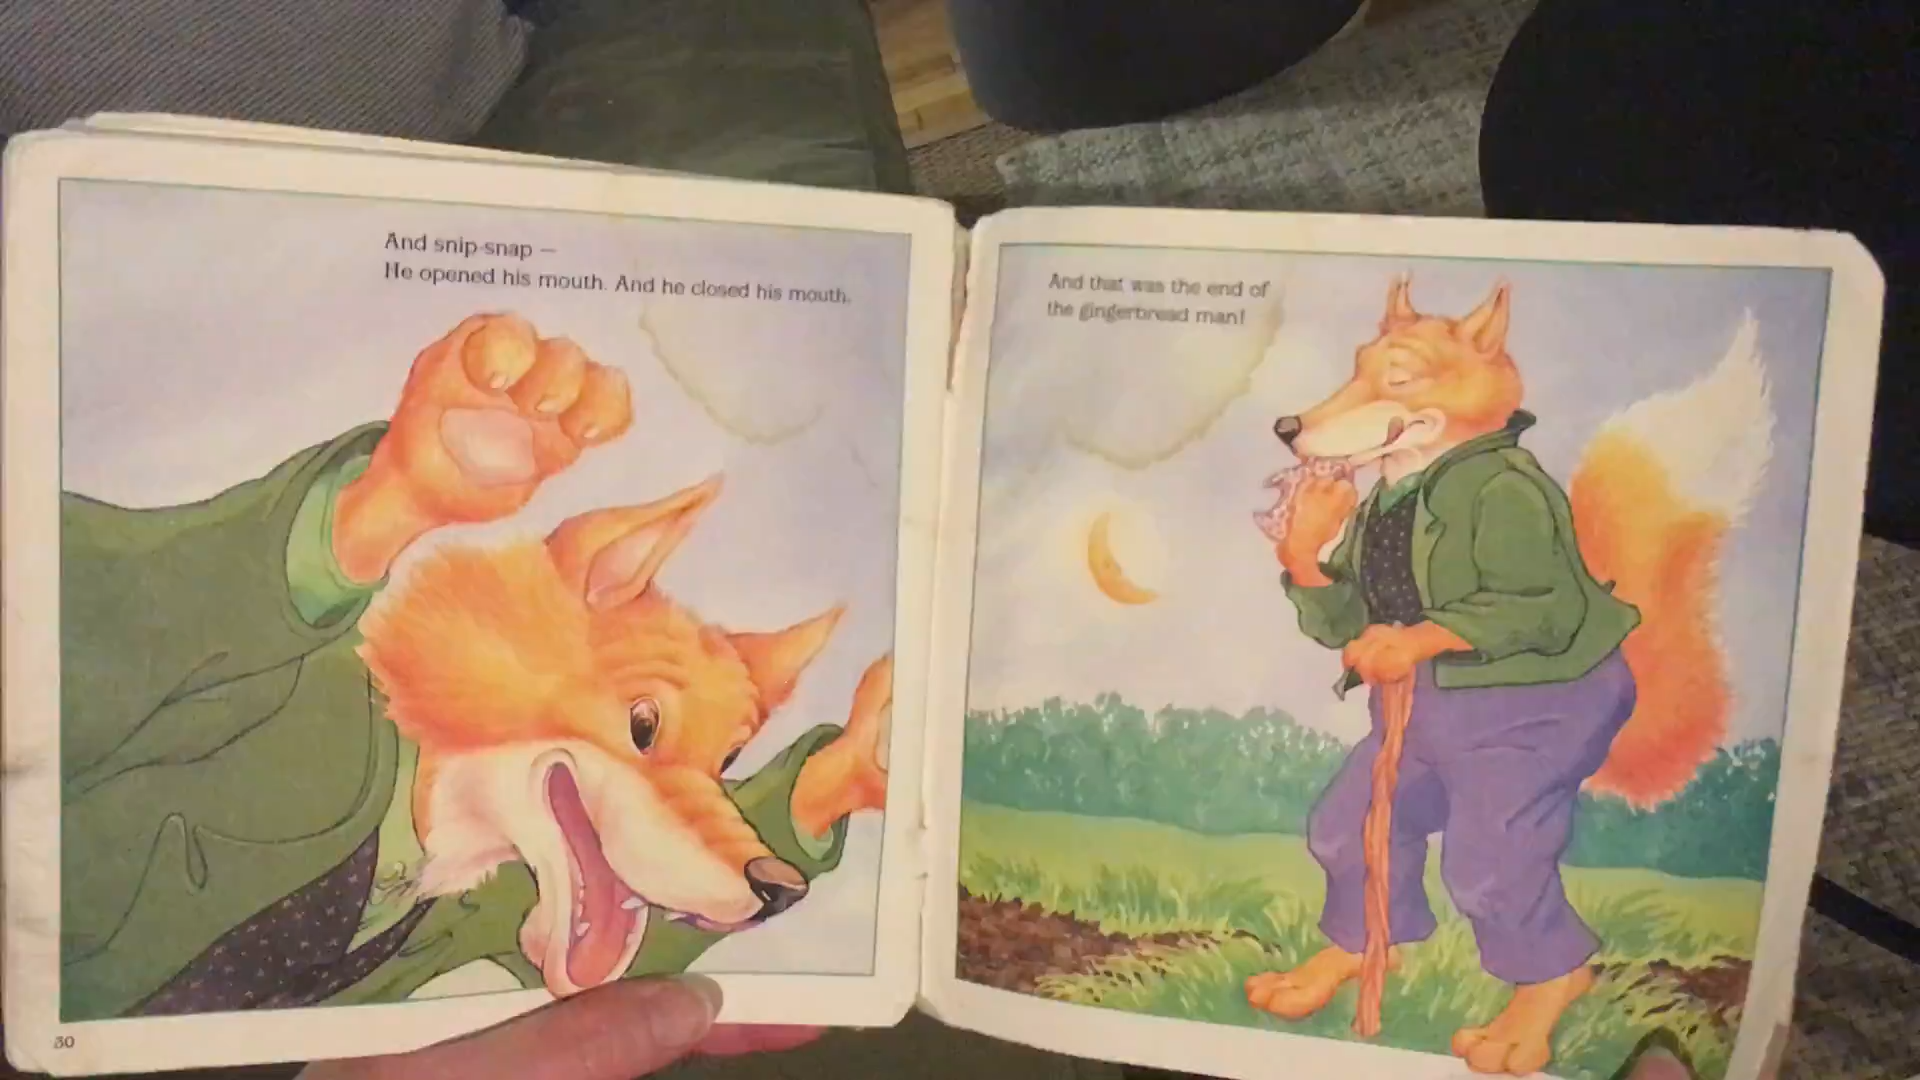 And snip-snap —
He opened his mouth. And he closed his mouth.
And that was the end of
the gingerbread man!
30